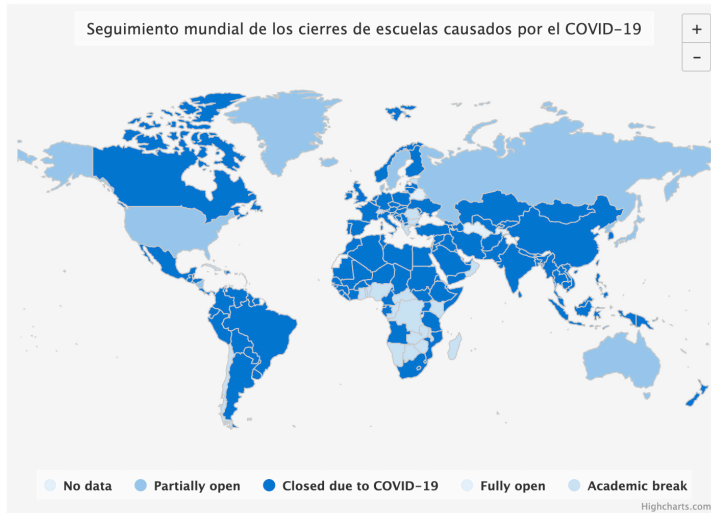 Seguimiento mundial de los cierres de escuelas causados por el COVID-19
+
-
No data
Partially open
Closed due to COVID-19
Fully open
Academic break
Highcharts.com